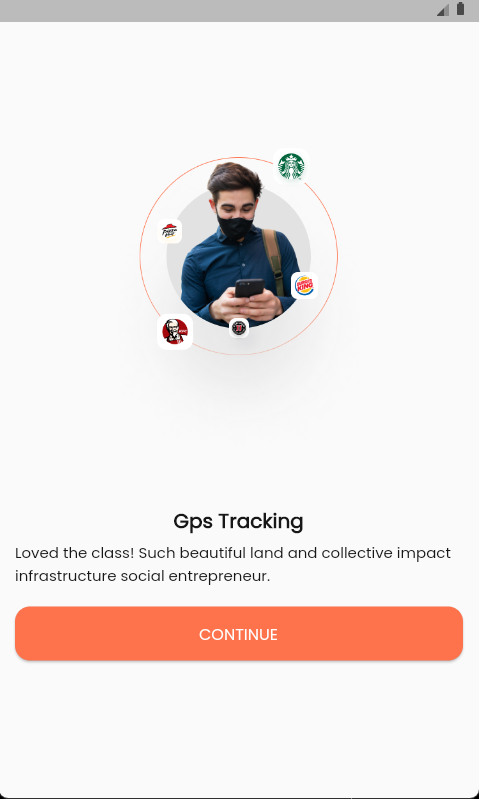 Gps Tracking
Loved the class! Such beautiful land and collective impact
infrastructure social entrepreneur.
CONTINUE